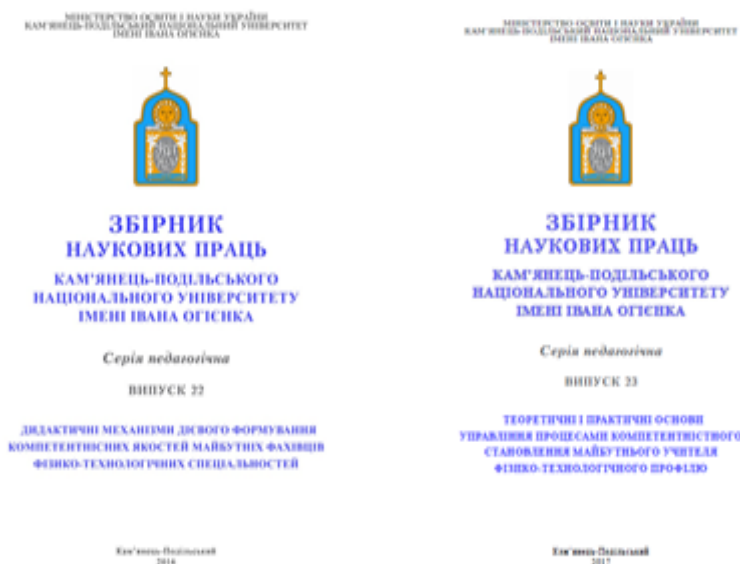 МІНІСТЕРСТВО ОСВІТИ І НАУКИ УКРАЇНИ
КАМ'ЯНЕЦЬ-ПОДІЛЬСЬКИЙ НАЦІОНАЛЬНИЙ УНІВЕРСИТЕТ
ІМЕНІ ІВАНА ОГІЄНКА
ЗБІРНИК
НАУКОВИХ ПРАЦЬ
КАМ'ЯНЕЦЬ-ПОДІЛЬСЬКОГО
НАЦІОНАЛЬНОГО УНІВЕРСИТЕТУ
ІМЕНІ ІВАНА ОГІЄНКА
Серія педагогічна
ВИПУСК 22
ДИДАКТИЧНІ МЕХАНІЗМИ ДІЄВОГО ФОРМУВАННЯ
КОМПЕТЕНТНІСНИХ ЯКОСТЕЙ МАЙБУТНІХ ФАХІВЦІВ
ФІЗИКО-ТЕХНОЛОГІЧНИХ СПЕЦІАЛЬНОСТЕЙ
Кам'янець-Подільський
2016
МІНІСТЕРСТВО ОСВІТИ І НАУКИ УКРАЇНИ
КАМ'ЯНЕЦЬ-ПОДІЛЬСЬКИЙ НАЦІОНАЛЬНИЙ УНІВЕРСИТЕТ
ІМЕНІ ІВАНА ОГІЄНКА
ЗБІРНИК
НАУКОВИХ ПРАЦЬ
КАМ'ЯНЕЦЬ-ПОДІЛЬСЬКОГО
НАЦІОНАЛЬНОГО УНІВЕРСИТЕТУ
ІМЕНІ ІВАНА ОГІЄНКА
Серія педагогічна
ВИПУСК 23
ТЕОРЕТИЧНІ І ПРАКТИЧНІ ОСНОВИ
УПРАВЛІННЯ ПРОЦЕСАМИ КОМПЕТЕНТНІСТНОГО
СТАНОВЛЕННЯ МАЙБУТНЬОГО УЧИТЕЛЯ
ФІЗИКО-ТЕХНОЛОГІЧНОГО ПРОФІЛЮ
Кам'янець-Подільський
2017